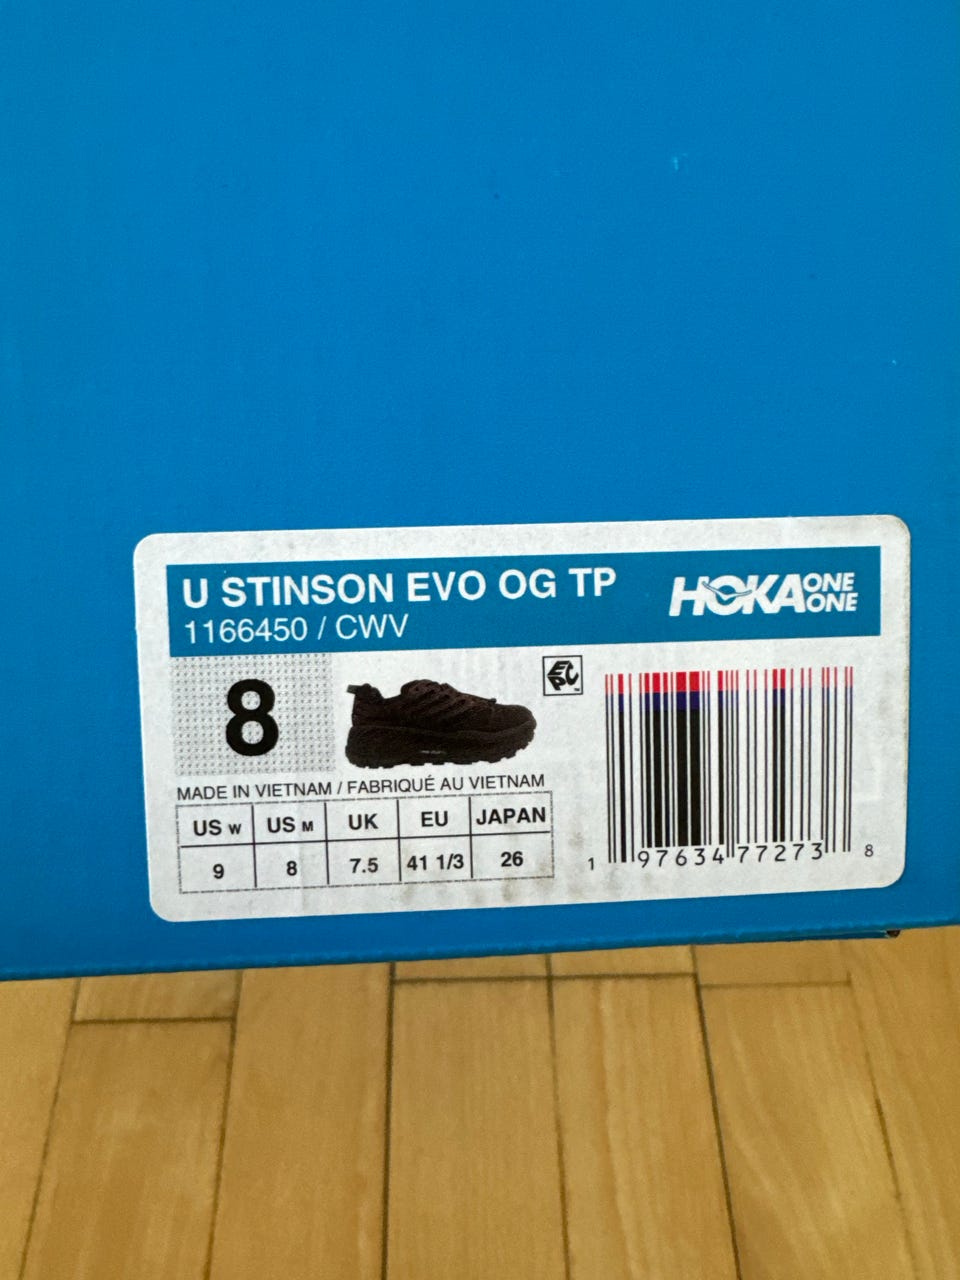 U STINSON EVO OG TP
1166450 / CWV
HOKA ONE ONE
8
EPC
MADE IN VIETNAM / FABRIQUÉ AU VIETNAM
US W US M UK EU JAPAN
9 8 7.5 41 1/3 26
1 97634 77273 8